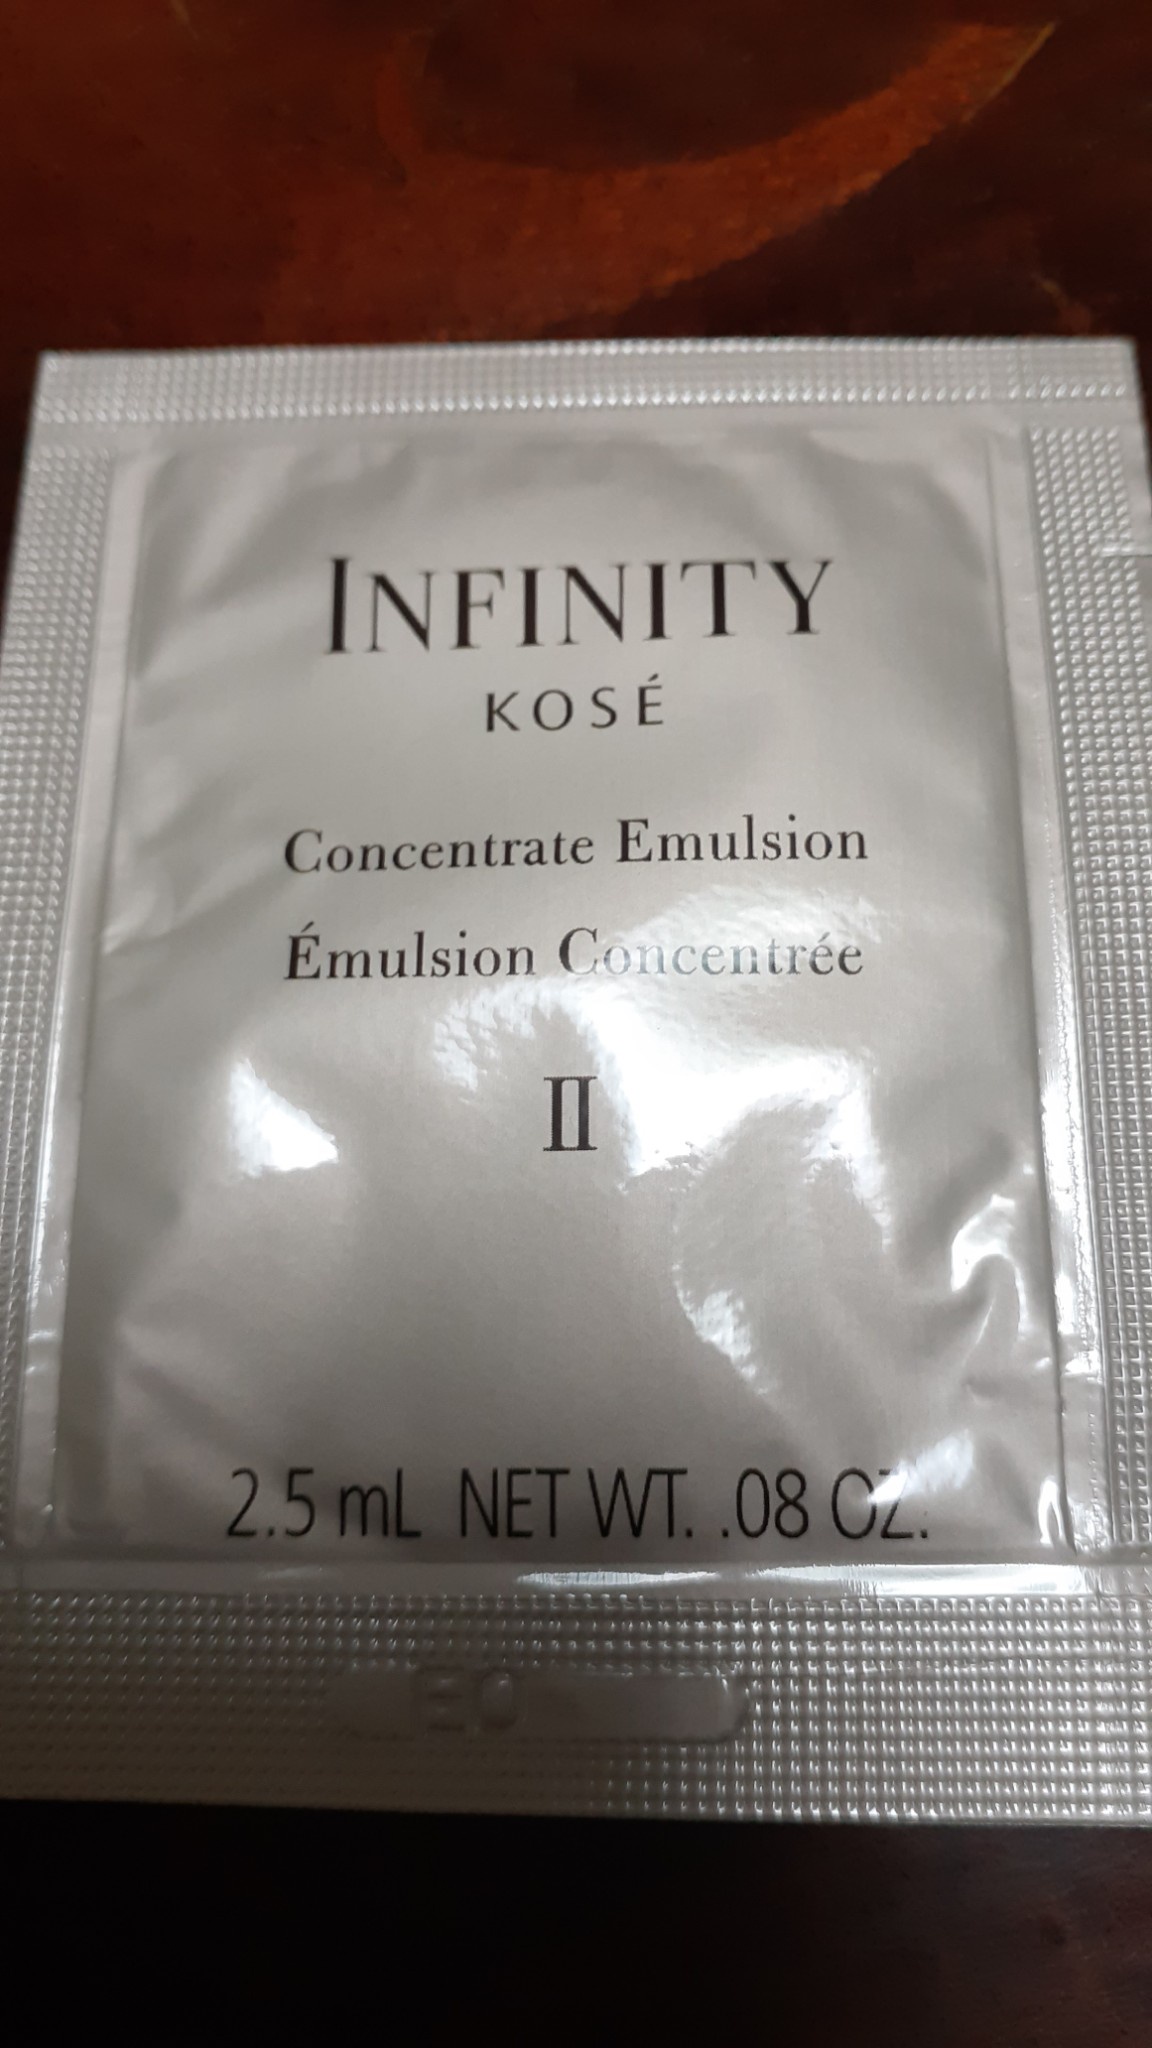 INFINITY
KOSÉ
Concentrate Emulsion
Émulsion Concentrée
II
2.5 mL NET WT. .08 OZ.